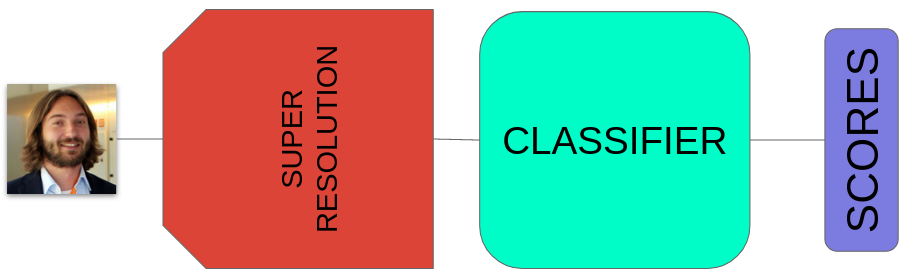 SUPER
RESOLUTION
CLASSIFIER
SCORES